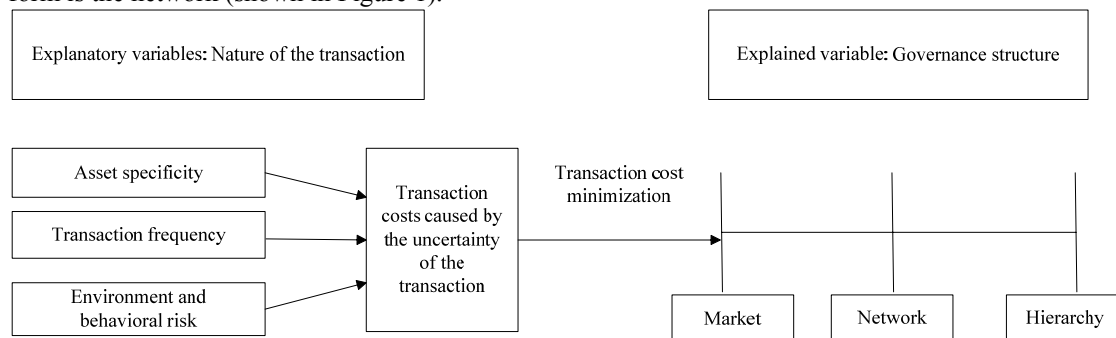 form is the network (shown in Figure 1).
Explanatory variables: Nature of the transaction
Explained variable: Governance structure
Asset specificity
Transaction frequency
Environment and
behavioral risk
Transaction
costs caused by
the uncertainty
of the
transaction
Transaction cost
minimization
Market
Network
Hierarchy